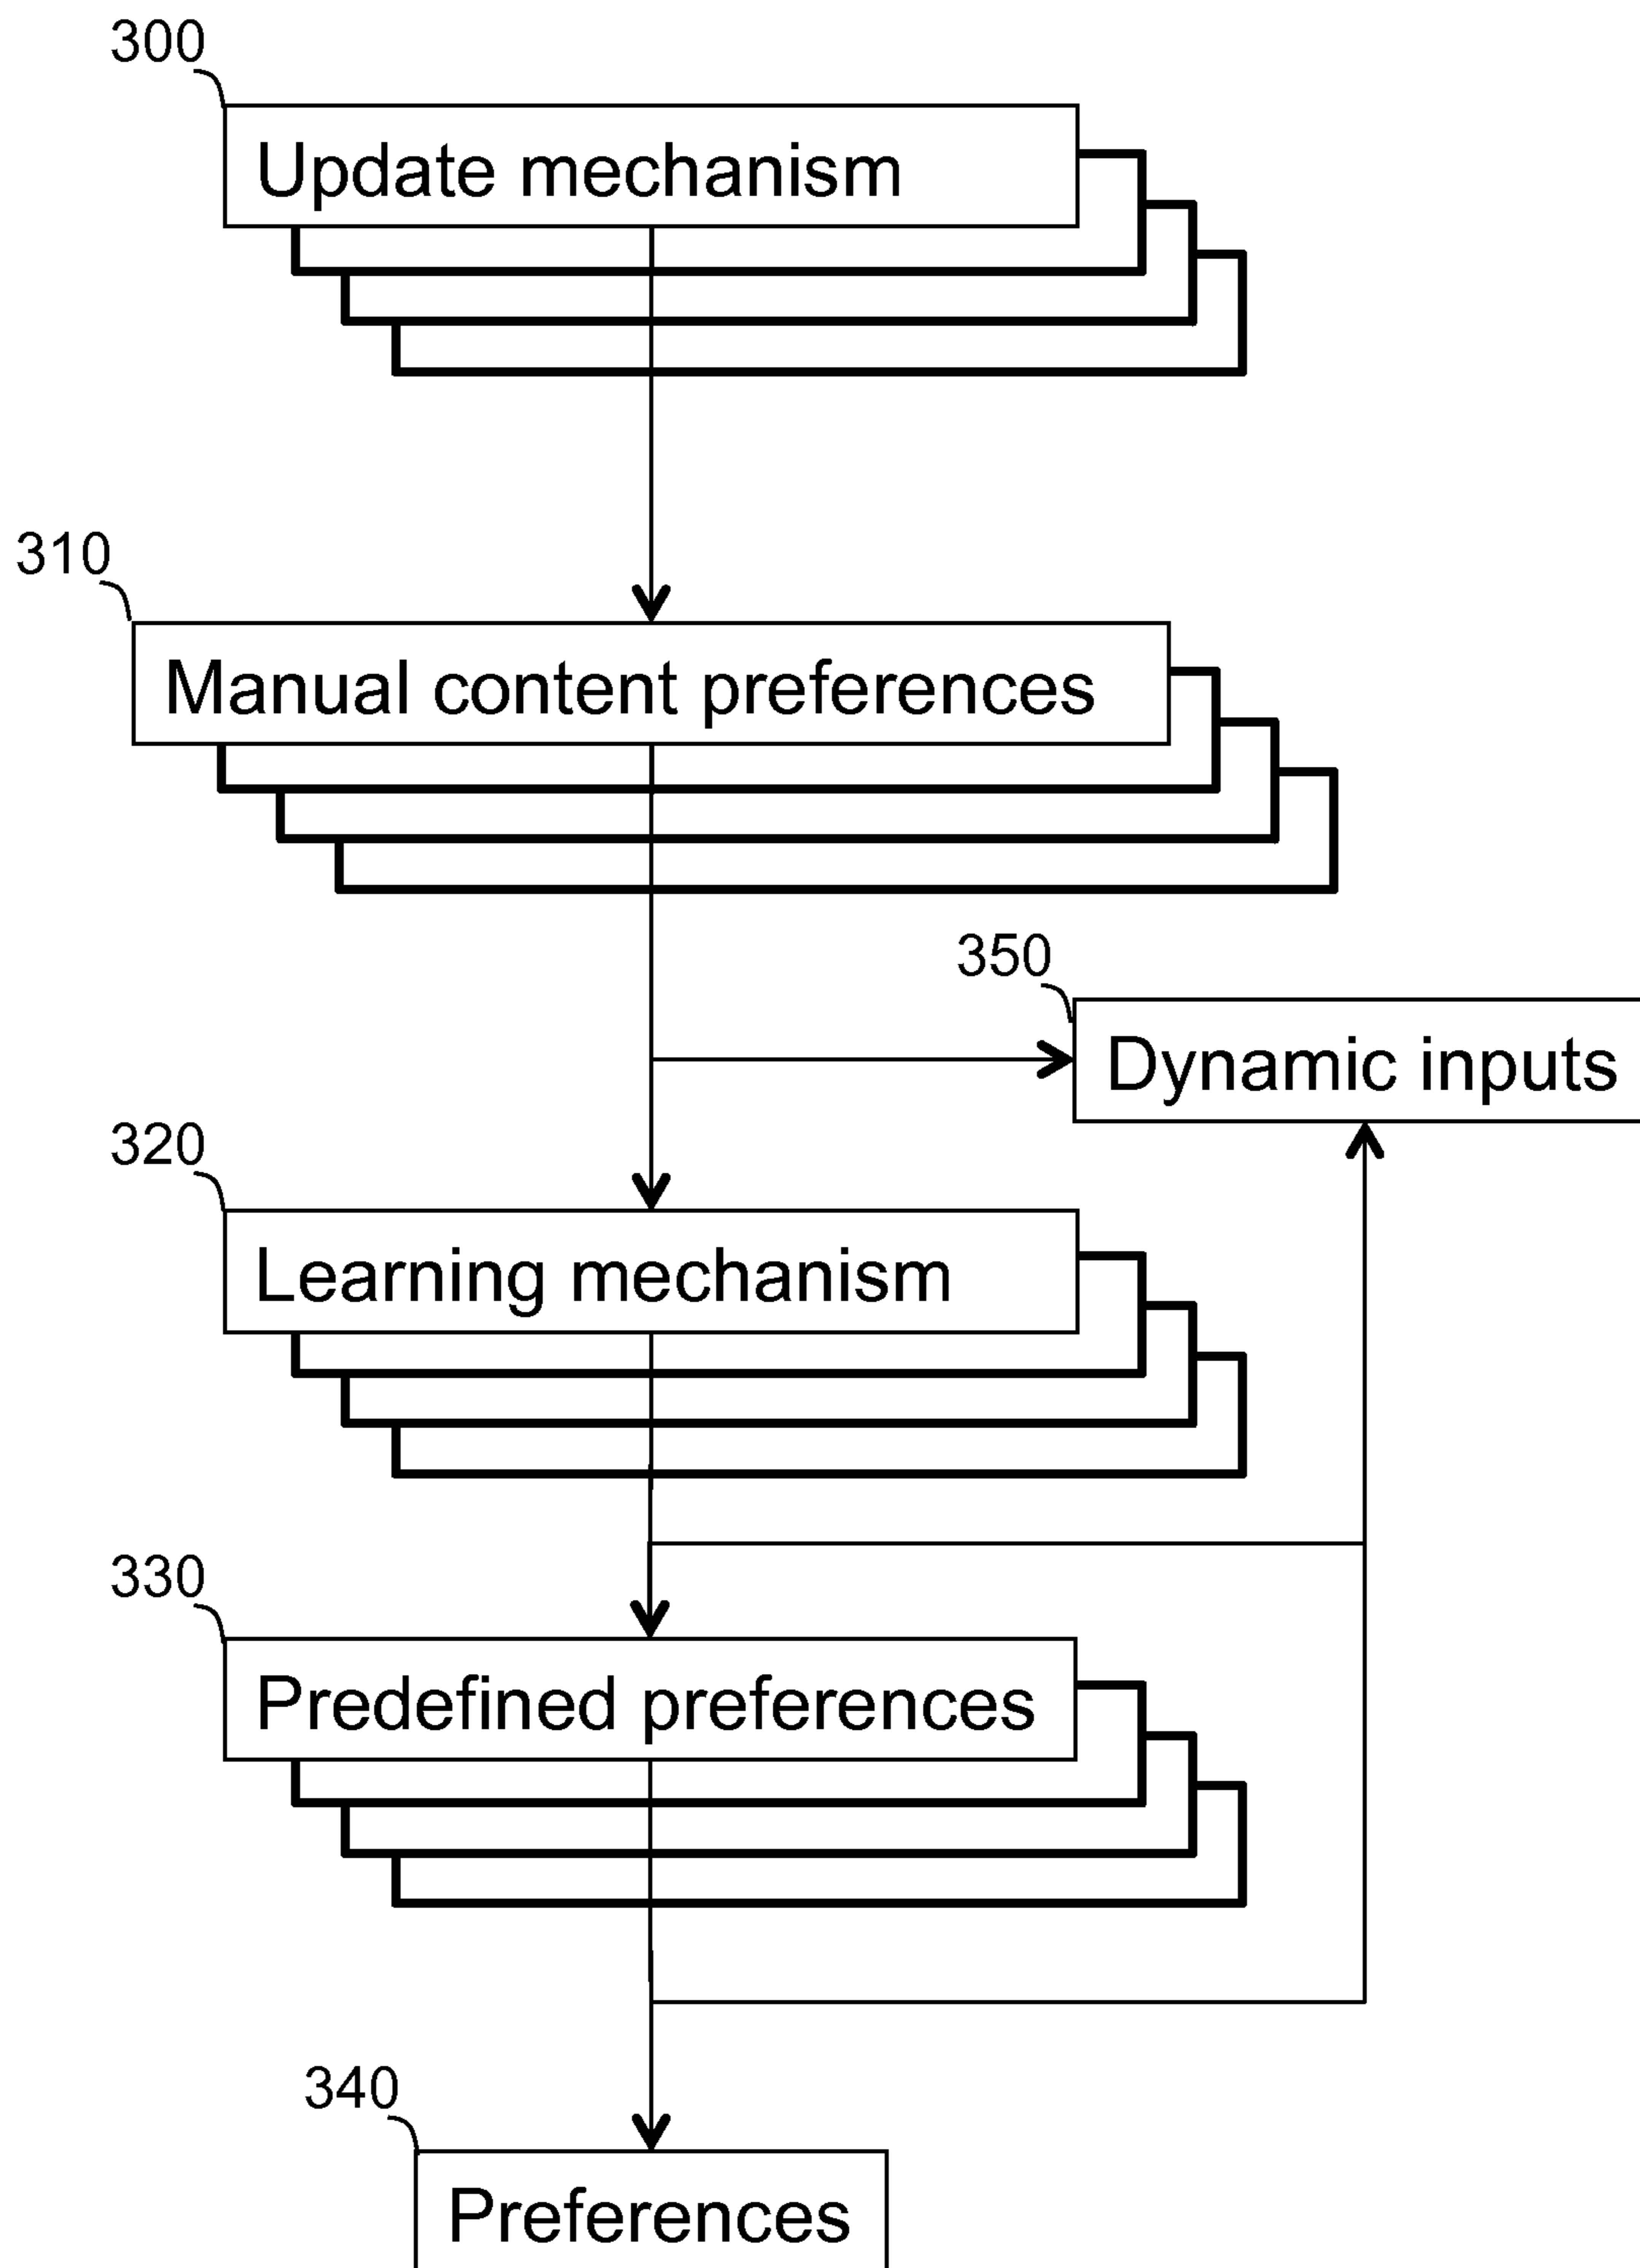 300
Update mechanism
310
Manual content preferences
350
Dynamic inputs
320
Learning mechanism
330
Predefined preferences
340
Preferences